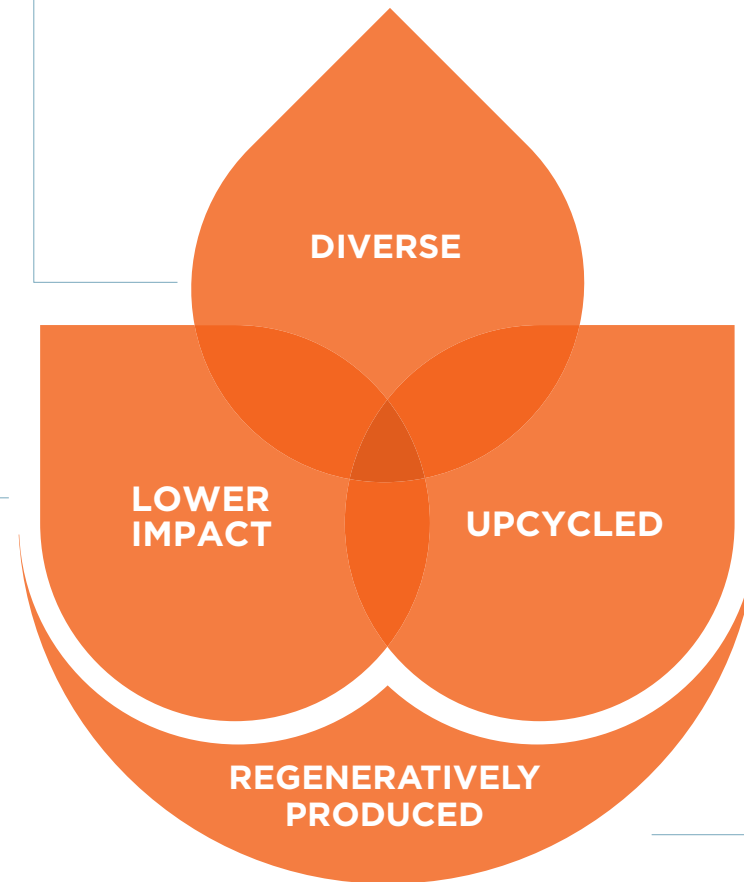 DIVERSE
LOWER
IMPACT
UPCYCLED
REGENERATIVELY
PRODUCED